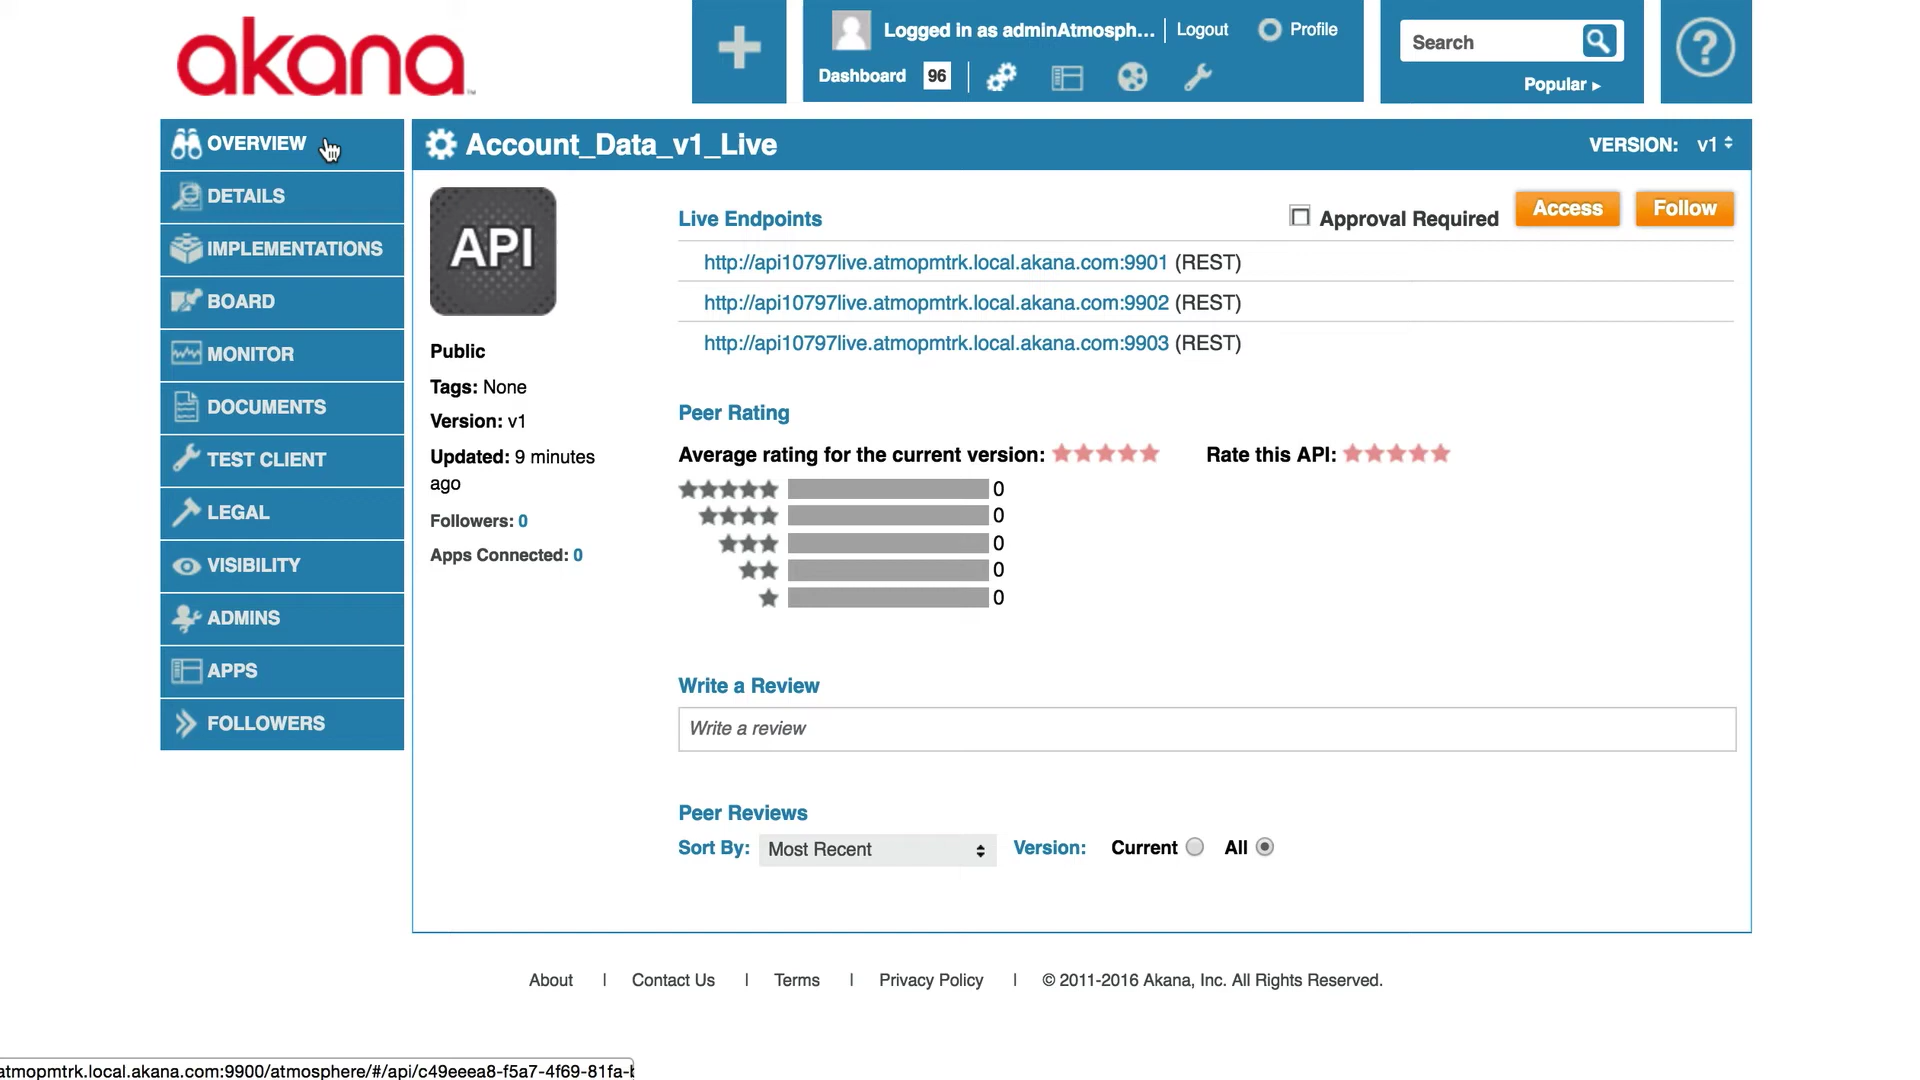 akana™
Logged in as adminAtmosph... Logout Profile
Dashboard 96
Search
Popular ▸
?
OVERVIEW
DETAILS
IMPLEMENTATIONS
BOARD
MONITOR
DOCUMENTS
TEST CLIENT
LEGAL
VISIBILITY
ADMINS
APPS
FOLLOWERS
Account_Data_v1_Live
VERSION: v1
API
Public
Tags: None
Version: v1
Updated: 9 minutes
ago
Followers: 0
Apps Connected: 0
Live Endpoints
Approval Required
Access
Follow
http://api10797live.atmopmtrk.local.akana.com:9901 (REST)
http://api10797live.atmopmtrk.local.akana.com:9902 (REST)
http://api10797live.atmopmtrk.local.akana.com:9903 (REST)
Peer Rating
Average rating for the current version:
Rate this API:
0
0
0
0
0
Write a Review
Write a review
Peer Reviews
Sort By: Most Recent Version: Current All
About | Contact Us | Terms | Privacy Policy | © 2011-2016 Akana, Inc. All Rights Reserved.
atmopmtrk.local.akana.com:9900/atmosphere/#/api/c49eeea8-f5a7-4f69-81fa-b